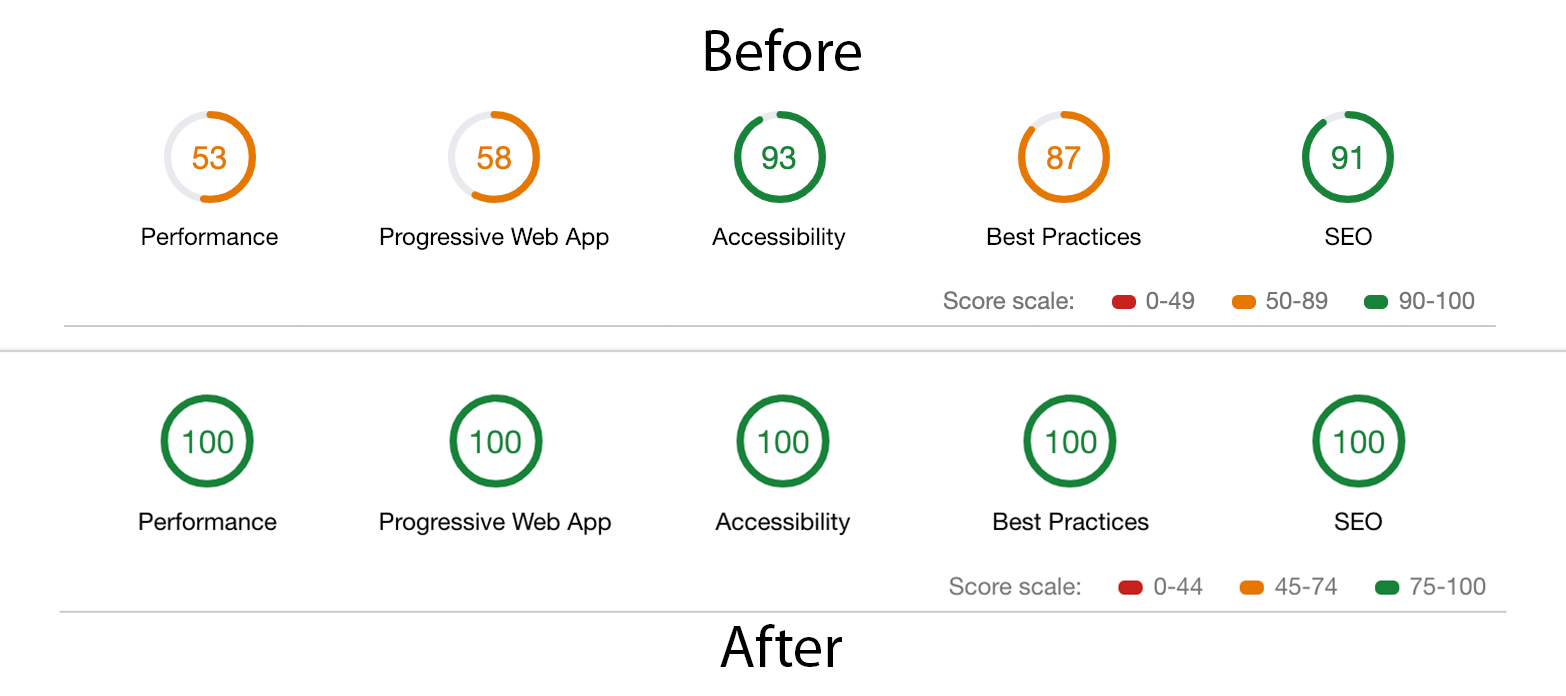 Before
53 58 93 87 91
Performance Progressive Web App Accessibility Best Practices SEO
Score scale: 0-49 50-89 90-100
100 100 100 100 100
Performance Progressive Web App Accessibility Best Practices SEO
Score scale: 0-44 45-74 75-100
After